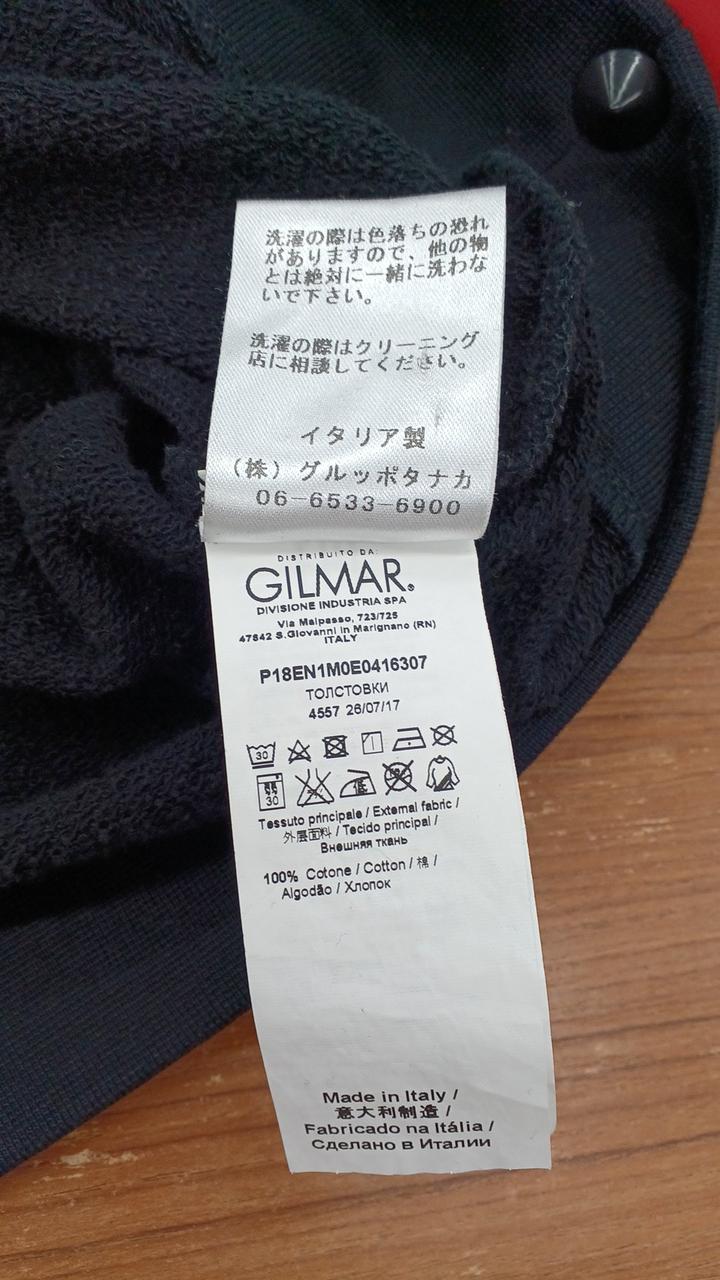 洗濯の際は色落ちの恐れ
がありますので、他の物
とは絶対に一緒に洗わな
いで下さい。
洗濯の際はクリーニング
店に相談してください。
イタリア製
（株）グルッポタナカ
06-6533-6900
DISTRIBUITO DA:
GILMAR®
DIVISIONE INDUSTRIA SPA
Via Malpasso, 723/725
47842 S.Giovanni in Marignano (RN)
ITALY
P18EN1M0E0416307
ТОЛСТОВКИ
4557 26/07/17
30
30
Tessuto principale / External fabric /
外层面料 / Tecido principal /
Внешняя ткань
100% Cotone / Cotton / 棉 /
Algodão / Хлопок
Made in Italy /
意大利制造 /
Fabricado na Itália /
Сделано в Италии